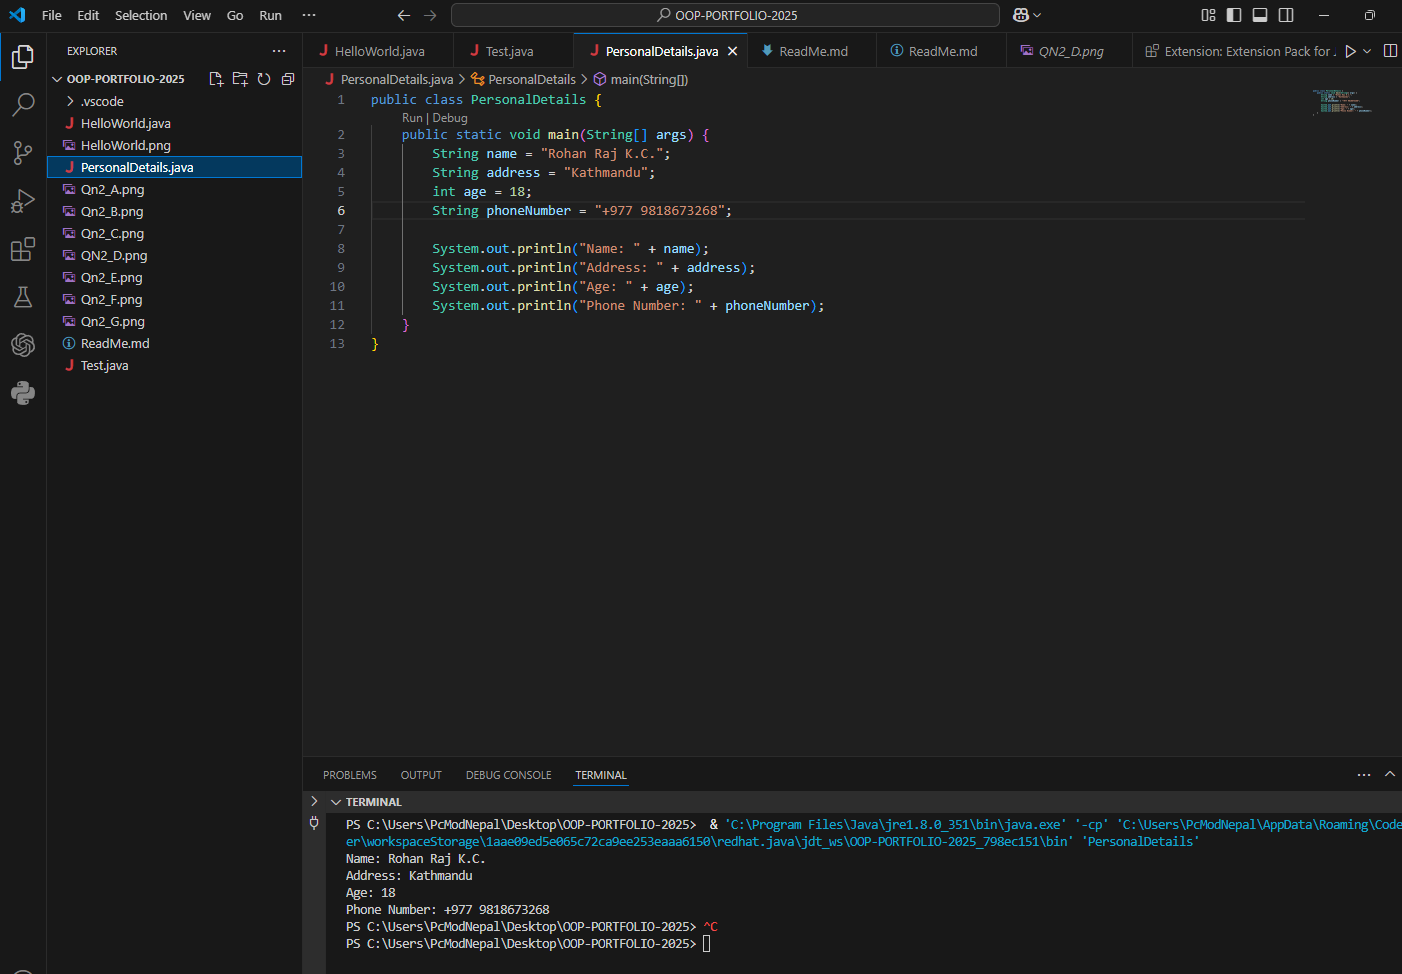 File Edit Selection View Go Run ··· OOP-PORTFOLIO-2025
EXPLORER ···
OOP-PORTFOLIO-2025
.vscode
HelloWorld.java
HelloWorld.png
PersonalDetails.java
Qn2_A.png
Qn2_B.png
Qn2_C.png
QN2_D.png
Qn2_E.png
Qn2_F.png
Qn2_G.png
ReadMe.md
Test.java
HelloWorld.java Test.java PersonalDetails.java ReadMe.md ReadMe.md QN2_D.png Extension: Extension Pack for J
PersonalDetails.java > PersonalDetails > main(String[])
1 public class PersonalDetails {
Run | Debug
2 public static void main(String[] args) {
3 String name = "Rohan Raj K.C.";
4 String address = "Kathmandu";
5 int age = 18;
6 String phoneNumber = "+977 9818673268";
7
8 System.out.println("Name: " + name);
9 System.out.println("Address: " + address);
10 System.out.println("Age: " + age);
11 System.out.println("Phone Number: " + phoneNumber);
12 }
13 }
PROBLEMS OUTPUT DEBUG CONSOLE TERMINAL ···
TERMINAL
PS C:\Users\PcModNepal\Desktop\OOP-PORTFOLIO-2025> & 'C:\Program Files\Java\jre1.8.0_351\bin\java.exe' '-cp' 'C:\Users\PcModNepal\AppData\Roaming\Code
er\workspaceStorage\1aae09ed5e065c72ca9ee253eaaa6150\redhat.java\jdt_ws\OOP-PORTFOLIO-2025_798ec151\bin' 'PersonalDetails'
Name: Rohan Raj K.C.
Address: Kathmandu
Age: 18
Phone Number: +977 9818673268
PS C:\Users\PcModNepal\Desktop\OOP-PORTFOLIO-2025> ^C
PS C:\Users\PcModNepal\Desktop\OOP-PORTFOLIO-2025>